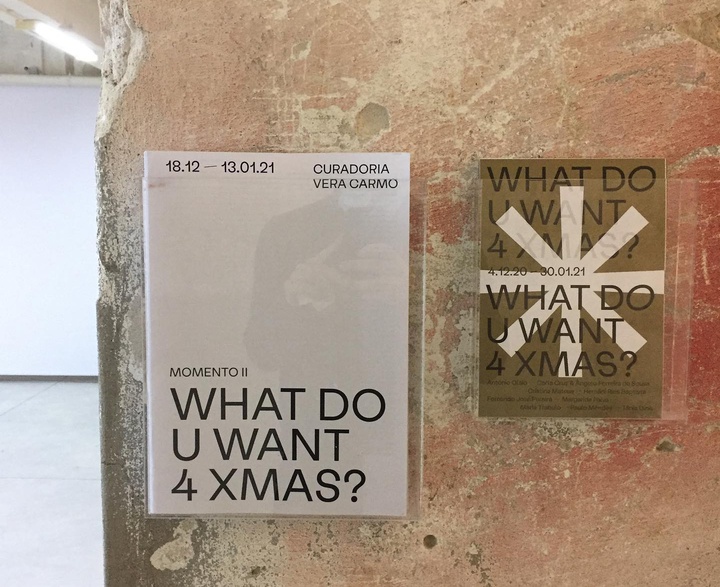 18.12 — 13.01.21
CURADORIA
VERA CARMO
MOMENTO II
WHAT DO
U WANT
4 XMAS?
WHAT DO
U WANT
4 XMAS?
4.12.20 — 30.01.21
WHAT DO
U WANT
4 XMAS?